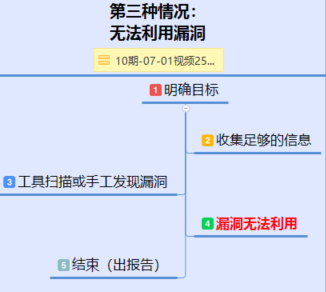 第三种情况：
无法利用漏洞
10期-07-01视频25...
1 明确目标
2 收集足够的信息
3 工具扫描或手工发现漏洞
4 漏洞无法利用
5 结束（出报告）